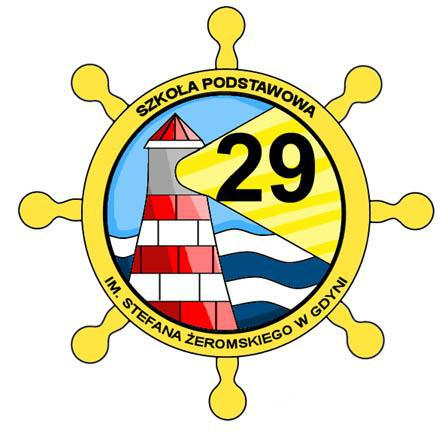 SZKOŁA PODSTAWOWA
29
IM. STEFANA ŻEROMSKIEGO W GDYNI